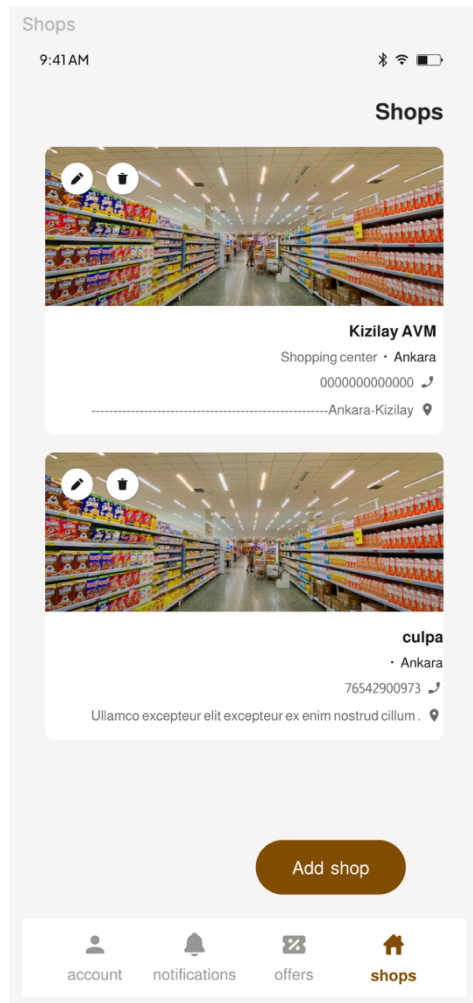 Shops
9:41 AM
Shops
Kizilay AVM
Shopping center · Ankara
0000000000000
------------------------------------------------------Ankara-Kizilay
culpa
· Ankara
76542900973
Ullamco excepteur elit excepteur ex enim nostrud cillum .
Add shop
account notifications offers shops